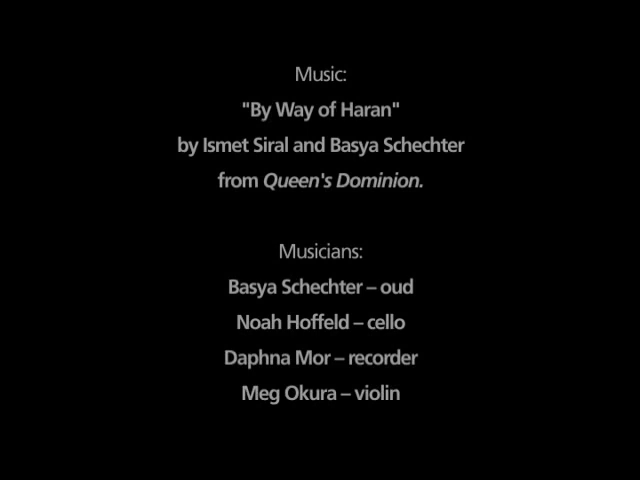 Music:
"By Way of Haran"
by Ismet Siral and Basya Schechter
from Queen's Dominion.
Musicians:
Basya Schechter – oud
Noah Hoffeld – cello
Daphna Mor – recorder
Meg Okura – violin